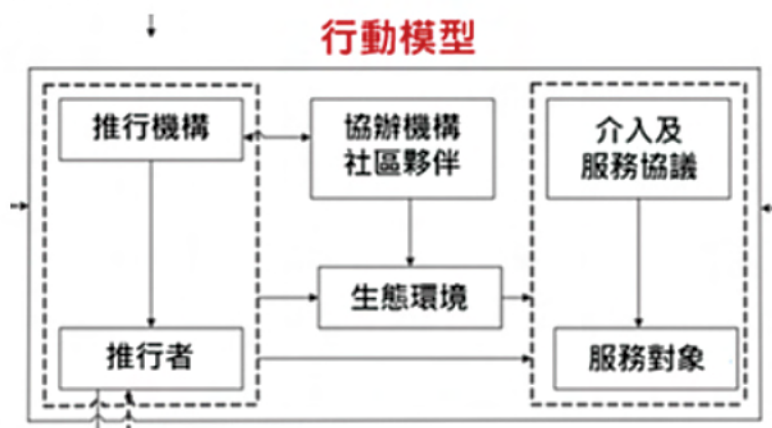 行動模型
推行機構
協辦機構
社區夥伴
介入及
服務協議
生態環境
推行者
服務對象